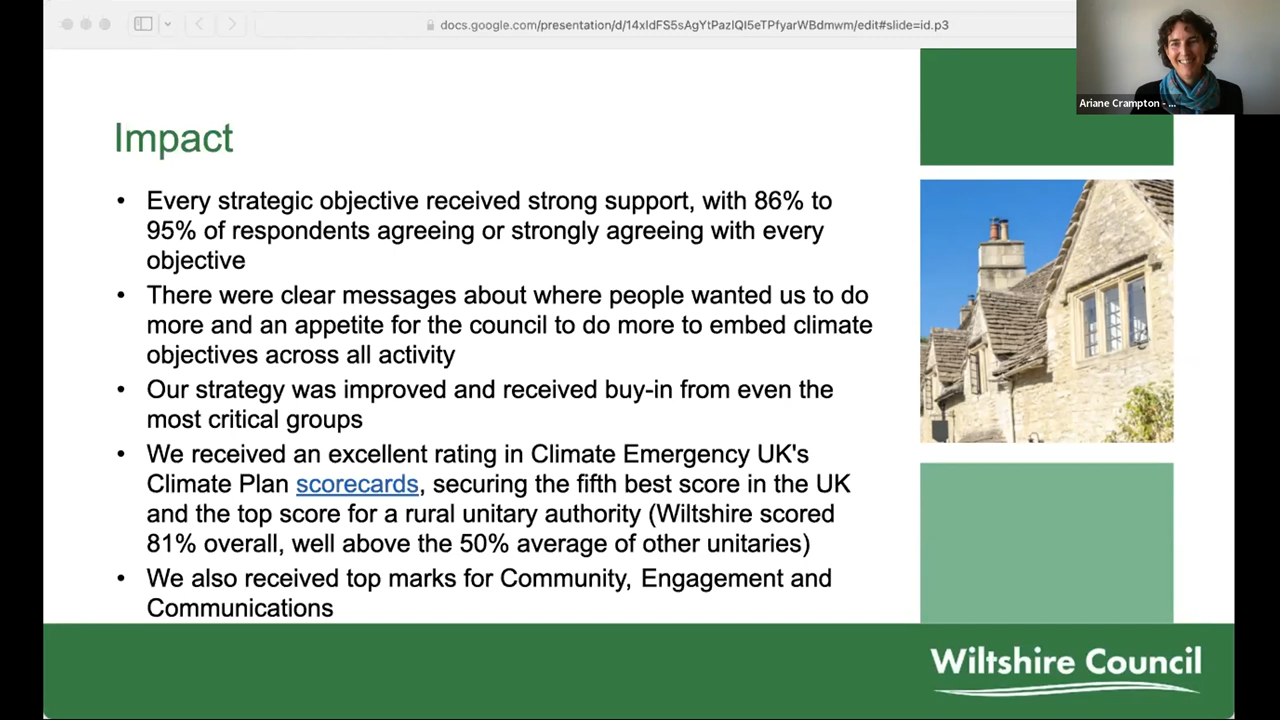 docs.google.com/presentation/d/14xIdFS5sAgYtPazIQI5eTPfyarWBdmwm/edit#slide=id.p3
Ariane Crampton - ...
Impact
• Every strategic objective received strong support, with 86% to
95% of respondents agreeing or strongly agreeing with every
objective
• There were clear messages about where people wanted us to do
more and an appetite for the council to do more to embed climate
objectives across all activity
• Our strategy was improved and received buy-in from even the
most critical groups
• We received an excellent rating in Climate Emergency UK's
Climate Plan scorecards, securing the fifth best score in the UK
and the top score for a rural unitary authority (Wiltshire scored
81% overall, well above the 50% average of other unitaries)
• We also received top marks for Community, Engagement and
Communications
Wiltshire Council